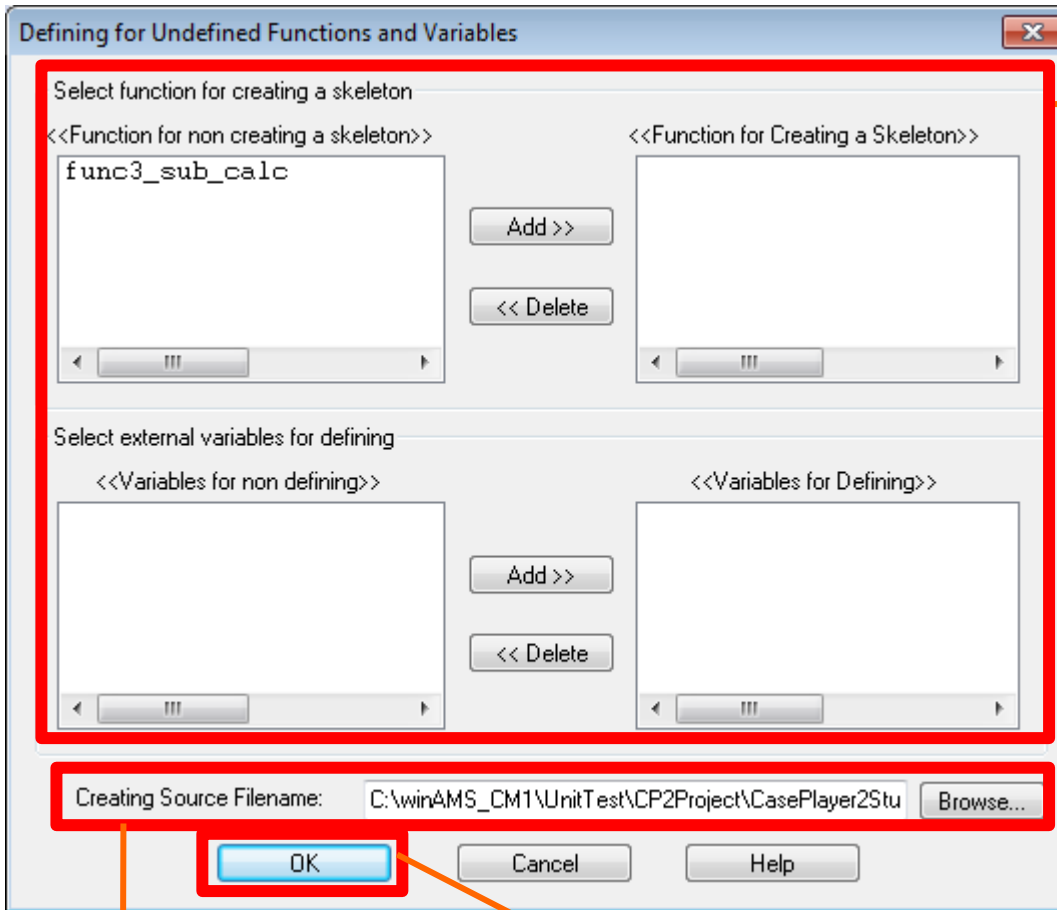 Defining for Undefined Functions and Variables
Select function for creating a skeleton
<<Function for non creating a skeleton>>
<<Function for Creating a Skeleton>>
func3_sub_calc
Add >>
<< Delete
Select external variables for defining
<<Variables for non defining>>
<<Variables for Defining>>
Add >>
<< Delete
Creating Source Filename: C:\winAMS_CM1\UnitTest\CP2Project\CasePlayer2Stu Browse...
OK Cancel Help